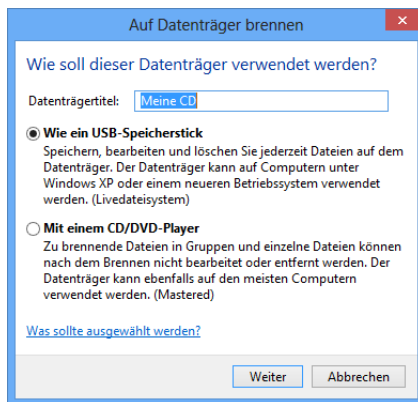 Auf Datenträger brennen
Wie soll dieser Datenträger verwendet werden?
Datenträgertitel: Meine CD
Wie ein USB-Speicherstick
Speichern, bearbeiten und löschen Sie jederzeit Dateien auf dem
Datenträger. Der Datenträger kann auf Computern unter
Windows XP oder einem neueren Betriebssystem verwendet
werden. (Livedateisystem)
Mit einem CD/DVD-Player
Zu brennende Dateien in Gruppen und einzelne Dateien können
nach dem Brennen nicht bearbeitet oder entfernt werden. Der
Datenträger kann ebenfalls auf den meisten Computern
verwendet werden. (Mastered)
Was sollte ausgewählt werden?
Weiter Abbrechen